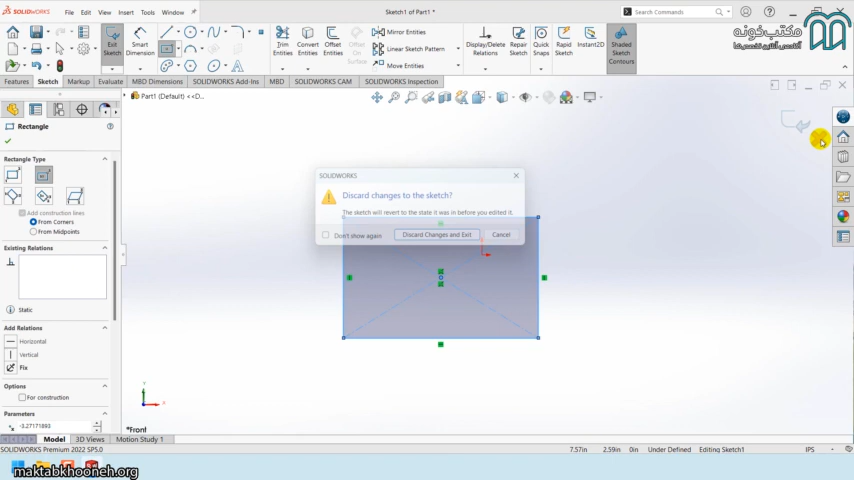 SOLIDWORKS
File Edit View Insert Tools Window
Sketch1 of Part1 *
Search Commands
مکتب‌خونه
Exit Sketch
Smart Dimension
Trim Entities
Convert Entities
Offset Entities
Offset On Surface
Mirror Entities
Linear Sketch Pattern
Move Entities
Display/Delete Relations
Repair Sketch
Quick Snaps
Rapid Sketch
Instant2D
Shaded Sketch Contours
Features Sketch Markup Evaluate MBD Dimensions SOLIDWORKS Add-Ins MBD SOLIDWORKS CAM SOLIDWORKS Inspection
Part1 (Default) <<D...
Rectangle
Rectangle Type
Add construction lines
From Corners
From Midpoints
Existing Relations
Static
Add Relations
Horizontal
Vertical
Fix
Options
For construction
Parameters
-3.27171893
SOLIDWORKS
Discard changes to the sketch?
The sketch will revert to the state it was in before you edited it.
Don't show again
Discard Changes and Exit
Cancel
*Front
Model 3D Views Motion Study 1
SOLIDWORKS Premium 2022 SP5.0
7.57in 2.59in 0in Under Defined Editing Sketch1 IPS
maktabkhooneh.org